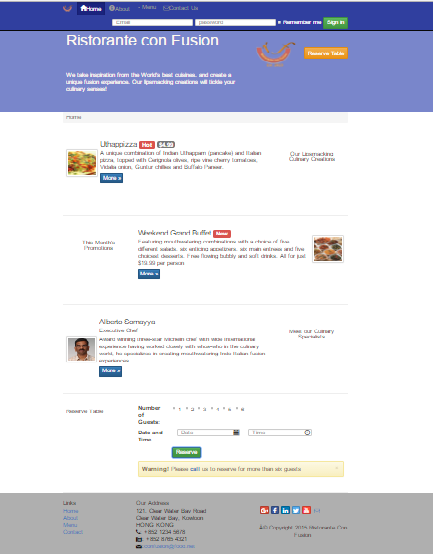 Home About Menu Contact Us
Email password Remember me Sign in
Ristorante con Fusion
Reserve Table
We take inspiration from the World's best cuisines, and create a
unique fusion experience. Our lipsmacking creations will tickle your
culinary senses!
Home
Uthappizza Hot $4.99
A unique combination of Indian Uthappam (pancake) and Italian
pizza, topped with Cerignola olives, ripe vine cherry tomatoes,
Vidalia onion, Guntur chillies and Buffalo Paneer.
More »
Our Lipsmacking
Culinary Creations
This Month's
Promotions
Weekend Grand Buffet New
Featuring mouthwatering combinations with a choice of five
different salads, six enticing appetizers, six main entrees and five
choicest desserts. Free flowing bubbly and soft drinks. All for just
$19.99 per person
More »
Alberto Somayya
Executive Chef
Award winning three-star Michelin chef with wide International
experience having worked closely with whos-who in the culinary
world, he specializes in creating mouthwatering Indo-Italian fusion
experiences
More »
Meet our Culinary
Specialists
Reserve Table
Number of Guests:
1 2 3 4 5 6
Date and Time
Date Time
Reserve
Warning! Please call us to reserve for more than six guests ×
Links
Home
About
Menu
Contact
Our Address
121, Clear Water Bay Road
Clear Water Bay, Kowloon
HONG KONG
+852 1234 5678
+852 8765 4321
confusion@food.net
© Copyright 2015 Ristorante Con
Fusion